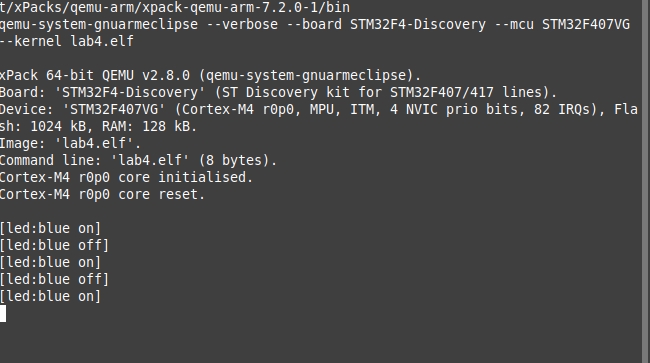 t/xPacks/qemu-arm/xpack-qemu-arm-7.2.0-1/bin
qemu-system-gnuarmeclipse --verbose --board STM32F4-Discovery --mcu STM32F407VG
--kernel lab4.elf
xPack 64-bit QEMU v2.8.0 (qemu-system-gnuarmeclipse).
Board: 'STM32F4-Discovery' (ST Discovery kit for STM32F407/417 lines).
Device: 'STM32F407VG' (Cortex-M4 r0p0, MPU, ITM, 4 NVIC prio bits, 82 IRQs), Fla
sh: 1024 kB, RAM: 128 kB.
Image: 'lab4.elf'.
Command line: 'lab4.elf' (8 bytes).
Cortex-M4 r0p0 core initialised.
Cortex-M4 r0p0 core reset.
[led:blue on]
[led:blue off]
[led:blue on]
[led:blue off]
[led:blue on]